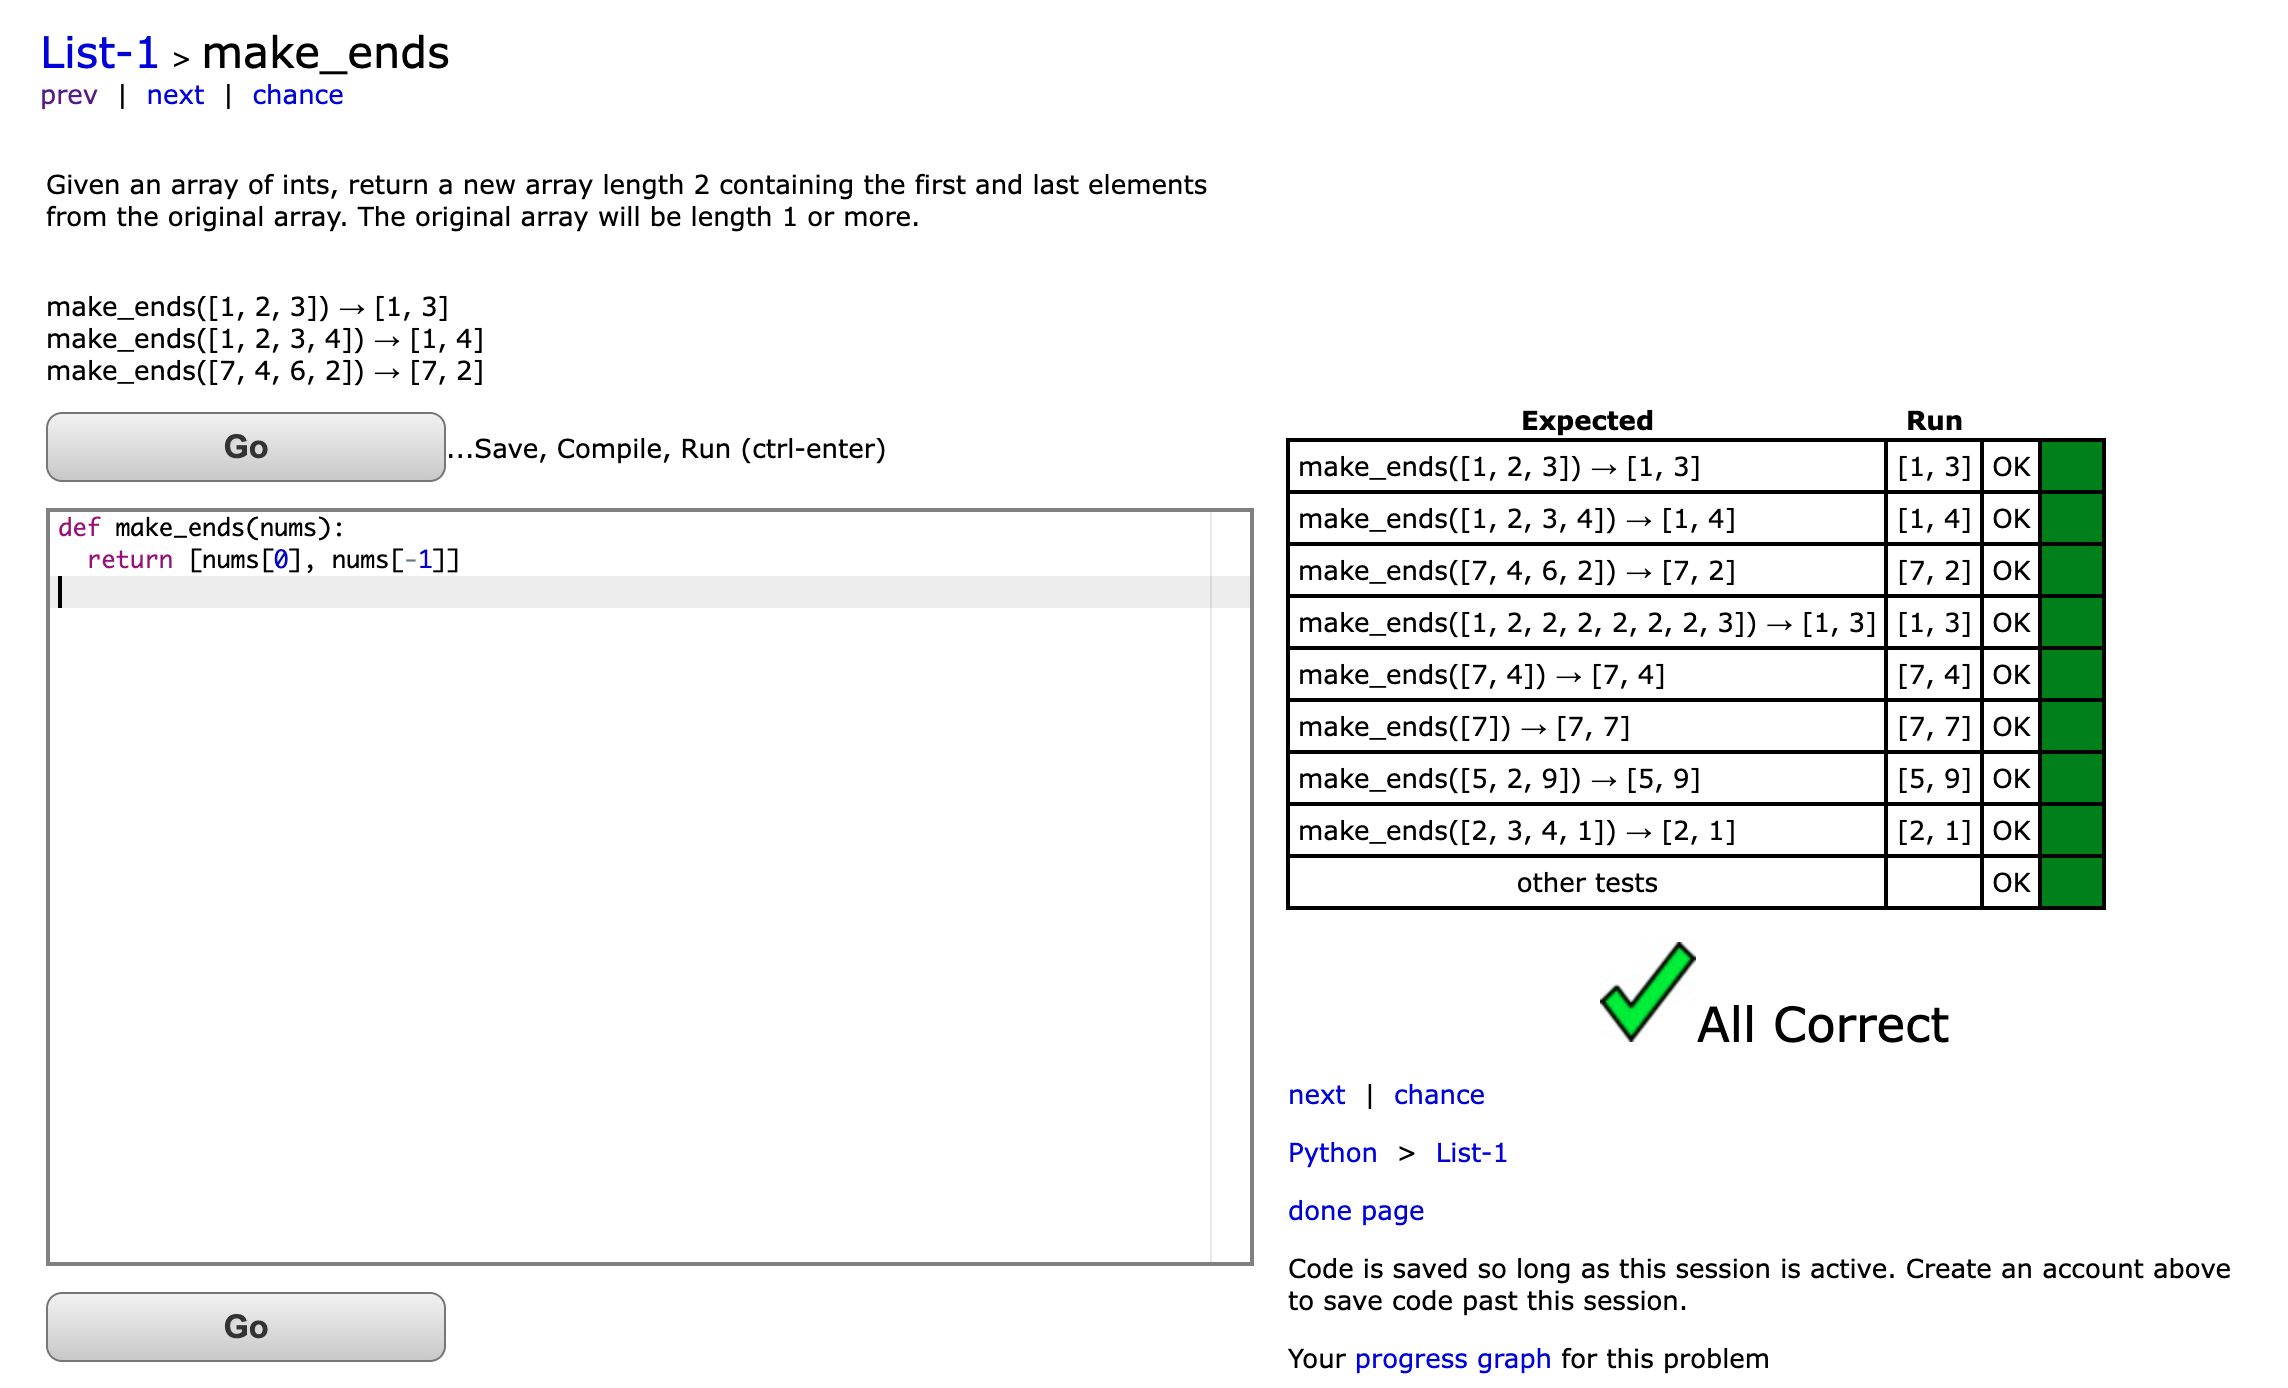 List-1 > make_ends
prev | next | chance
Given an array of ints, return a new array length 2 containing the first and last elements
from the original array. The original array will be length 1 or more.
make_ends([1, 2, 3]) → [1, 3]
make_ends([1, 2, 3, 4]) → [1, 4]
make_ends([7, 4, 6, 2]) → [7, 2]
Go ...Save, Compile, Run (ctrl-enter)
def make_ends(nums):
  return [nums[0], nums[-1]]
Go
Expected Run
make_ends([1, 2, 3]) → [1, 3] [1, 3] OK
make_ends([1, 2, 3, 4]) → [1, 4] [1, 4] OK
make_ends([7, 4, 6, 2]) → [7, 2] [7, 2] OK
make_ends([1, 2, 2, 2, 2, 2, 2, 3]) → [1, 3] [1, 3] OK
make_ends([7, 4]) → [7, 4] [7, 4] OK
make_ends([7]) → [7, 7] [7, 7] OK
make_ends([5, 2, 9]) → [5, 9] [5, 9] OK
make_ends([2, 3, 4, 1]) → [2, 1] [2, 1] OK
other tests OK
All Correct
next | chance
Python > List-1
done page
Code is saved so long as this session is active. Create an account above
to save code past this session.
Your progress graph for this problem